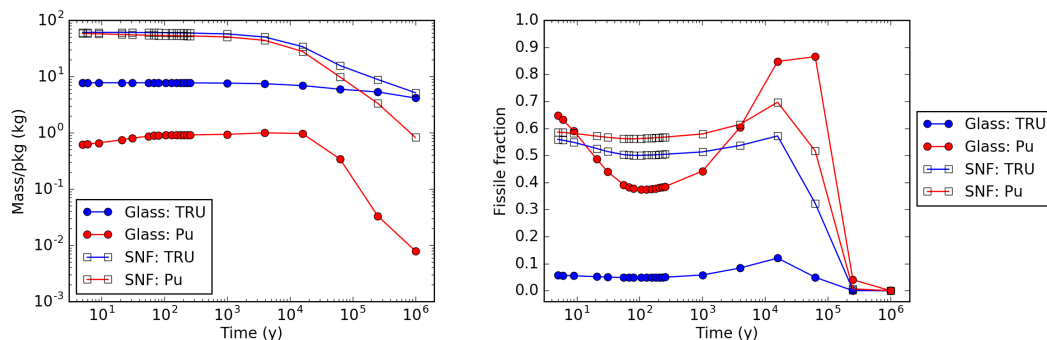 Mass/pkg (kg)
10^2
10^1
10^0
10^-1
10^-2
10^-3
Glass: TRU
Glass: Pu
SNF: TRU
SNF: Pu
10^1 10^2 10^3 10^4 10^5 10^6
Time (y)
Fissile fraction
1.0
0.9
0.8
0.7
0.6
0.5
0.4
0.3
0.2
0.1
0.0
10^1 10^2 10^3 10^4 10^5 10^6
Time (y)
Glass: TRU
Glass: Pu
SNF: TRU
SNF: Pu